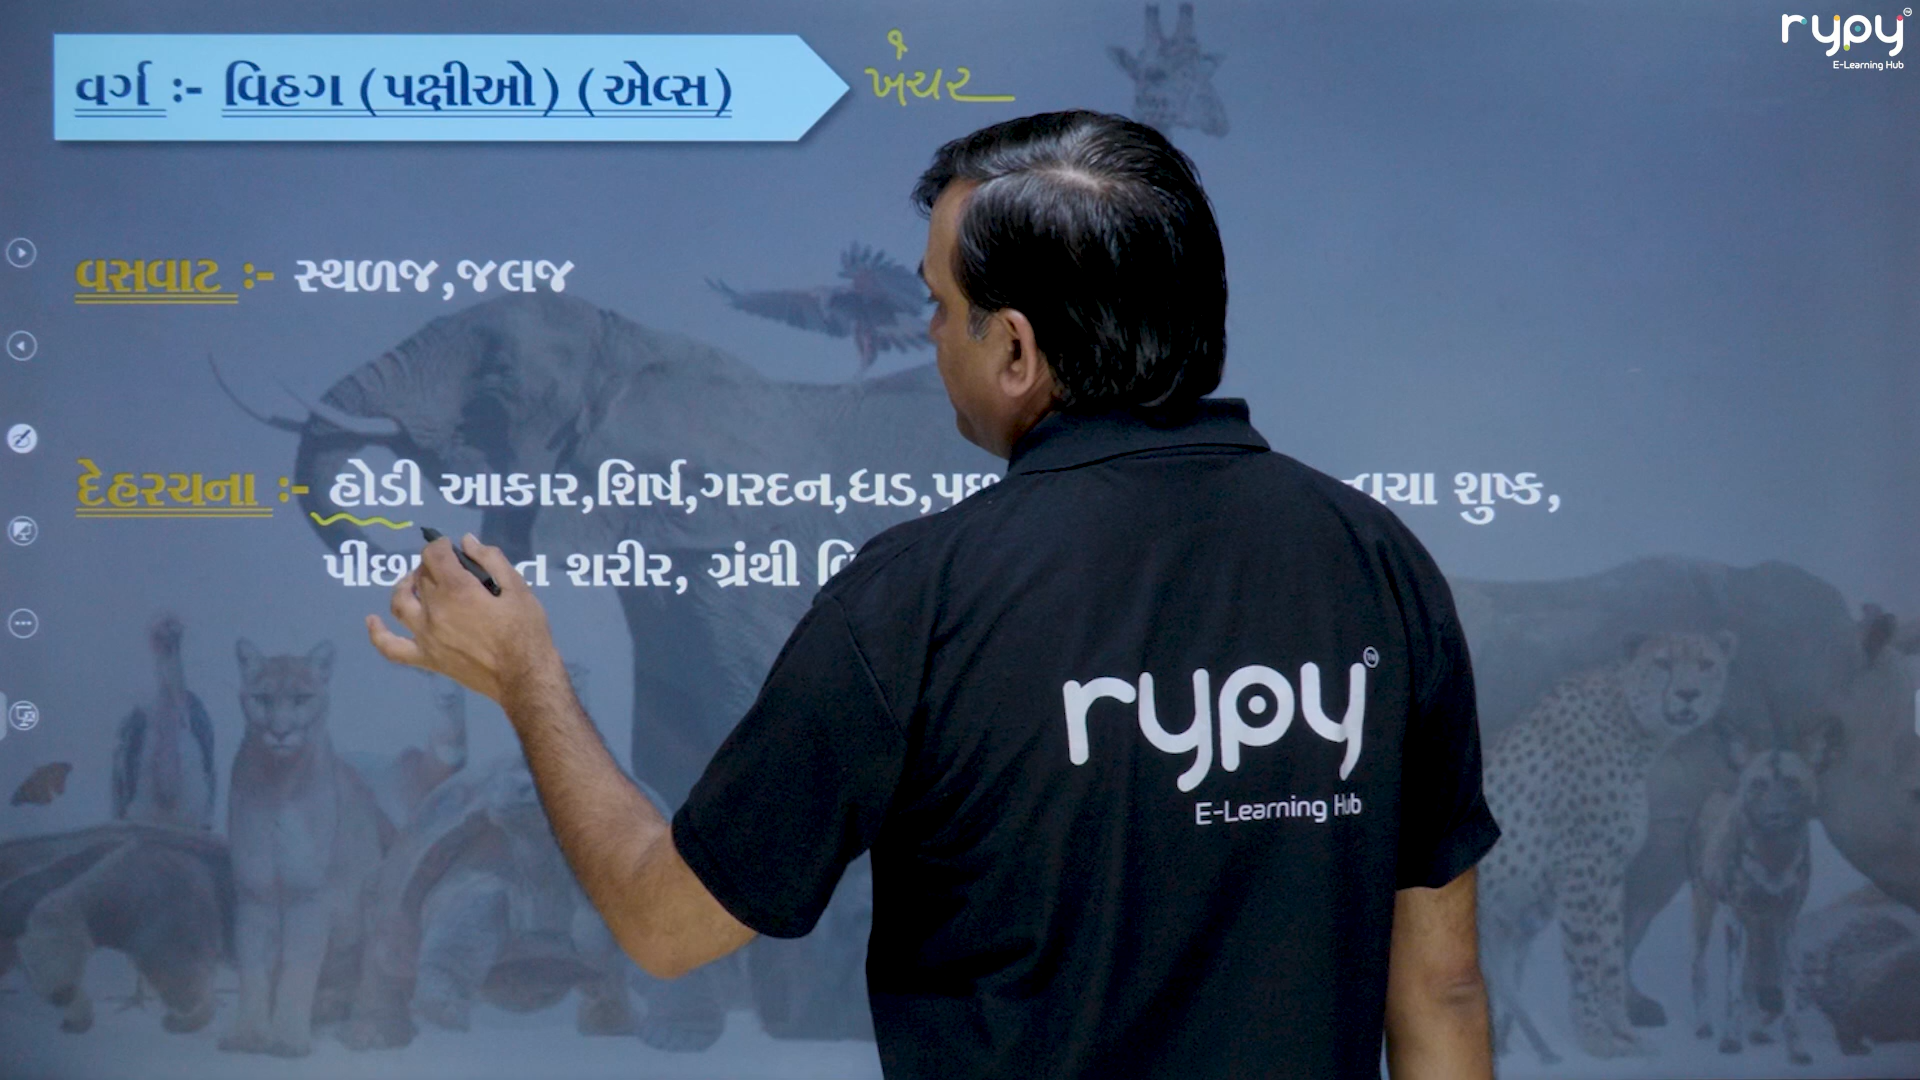 rypy
E-Learning Hub
વર્ગ :- વિહગ (પક્ષીઓ) (એવ્સ)
ખેચર
વસવાટ :- સ્થળજ,જલજ
દેહરચના :- હોડી આકાર,શિર્ષ,ગરદન,ધડ, શુષ્ક,
શરીર, ગ્રંથી
rypy
E-Learning Hub